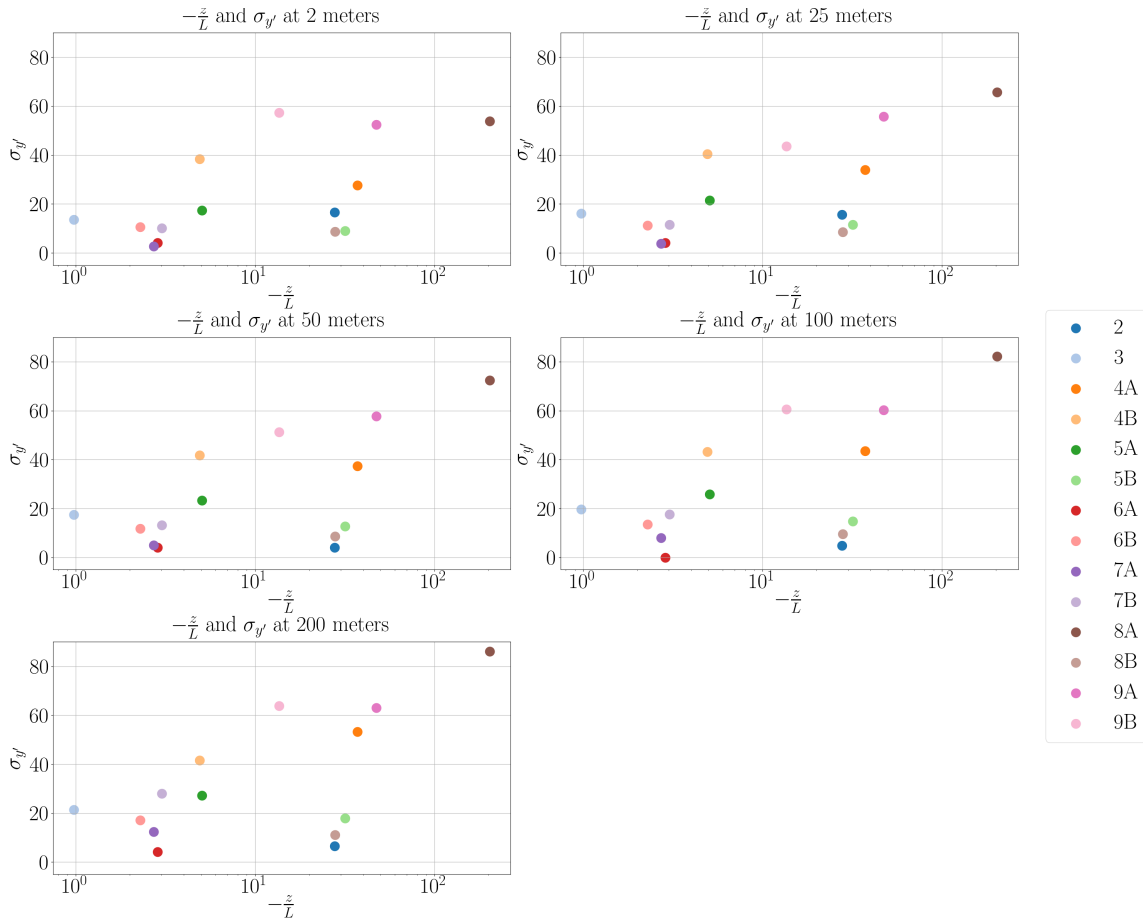 −z/L and σy′ at 2 meters
80
60
40
20
0
σy′
10^0
10^1
10^2
−z/L
−z/L and σy′ at 25 meters
80
60
40
20
0
σy′
10^0
10^1
10^2
−z/L
−z/L and σy′ at 50 meters
80
60
40
20
0
σy′
10^0
10^1
10^2
−z/L
−z/L and σy′ at 100 meters
80
60
40
20
0
σy′
10^0
10^1
10^2
−z/L
−z/L and σy′ at 200 meters
80
60
40
20
0
σy′
10^0
10^1
10^2
−z/L
2
3
4A
4B
5A
5B
6A
6B
7A
7B
8A
8B
9A
9B